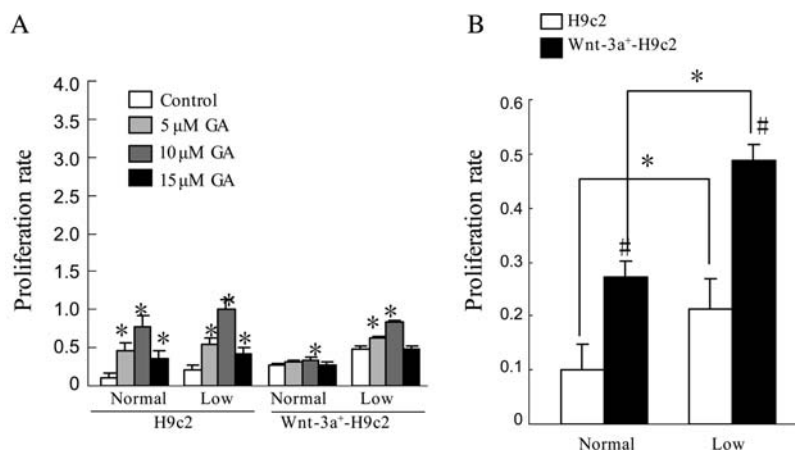 A
Proliferation rate
4.0
3.5
3.0
2.5
2.0
1.5
1.0
0.5
0
Control
5 μM GA
10 μM GA
15 μM GA
*
*
*
*
*
*
*
*
*
Normal
Low
Normal
Low
H9c2
Wnt-3a⁺-H9c2
B
H9c2
Wnt-3a⁺-H9c2
Proliferation rate
0.6
0.5
0.4
0.3
0.2
0.1
0
*
*
#
#
Normal
Low